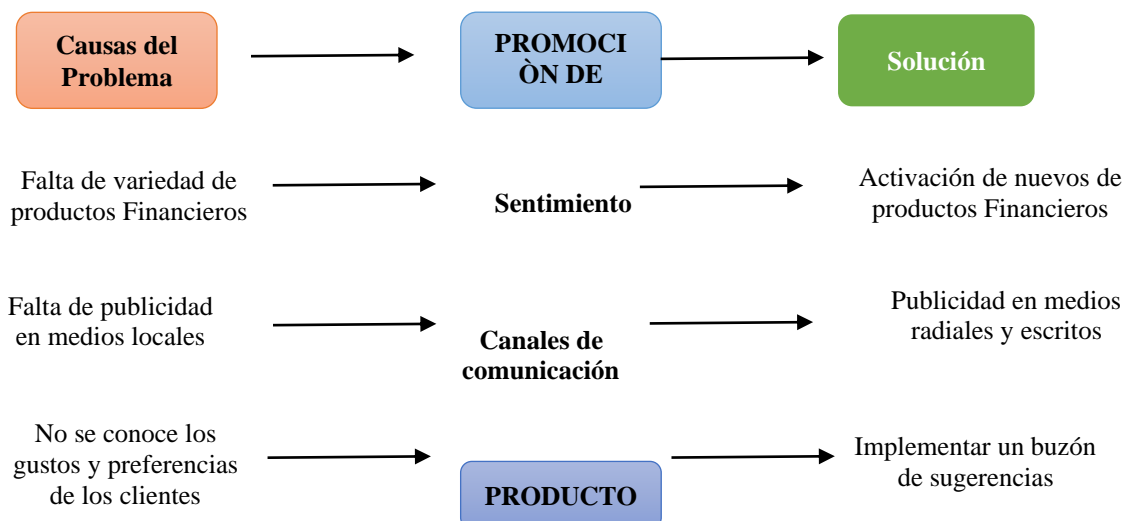 Causas del
Problema
PROMOCI
ÒN DE
Solución
Falta de variedad de
productos Financieros
Sentimiento
Activación de nuevos de
productos Financieros
Falta de publicidad
en medios locales
Canales de
comunicación
Publicidad en medios
radiales y escritos
No se conoce los
gustos y preferencias
de los clientes
PRODUCTO
Implementar un buzón
de sugerencias